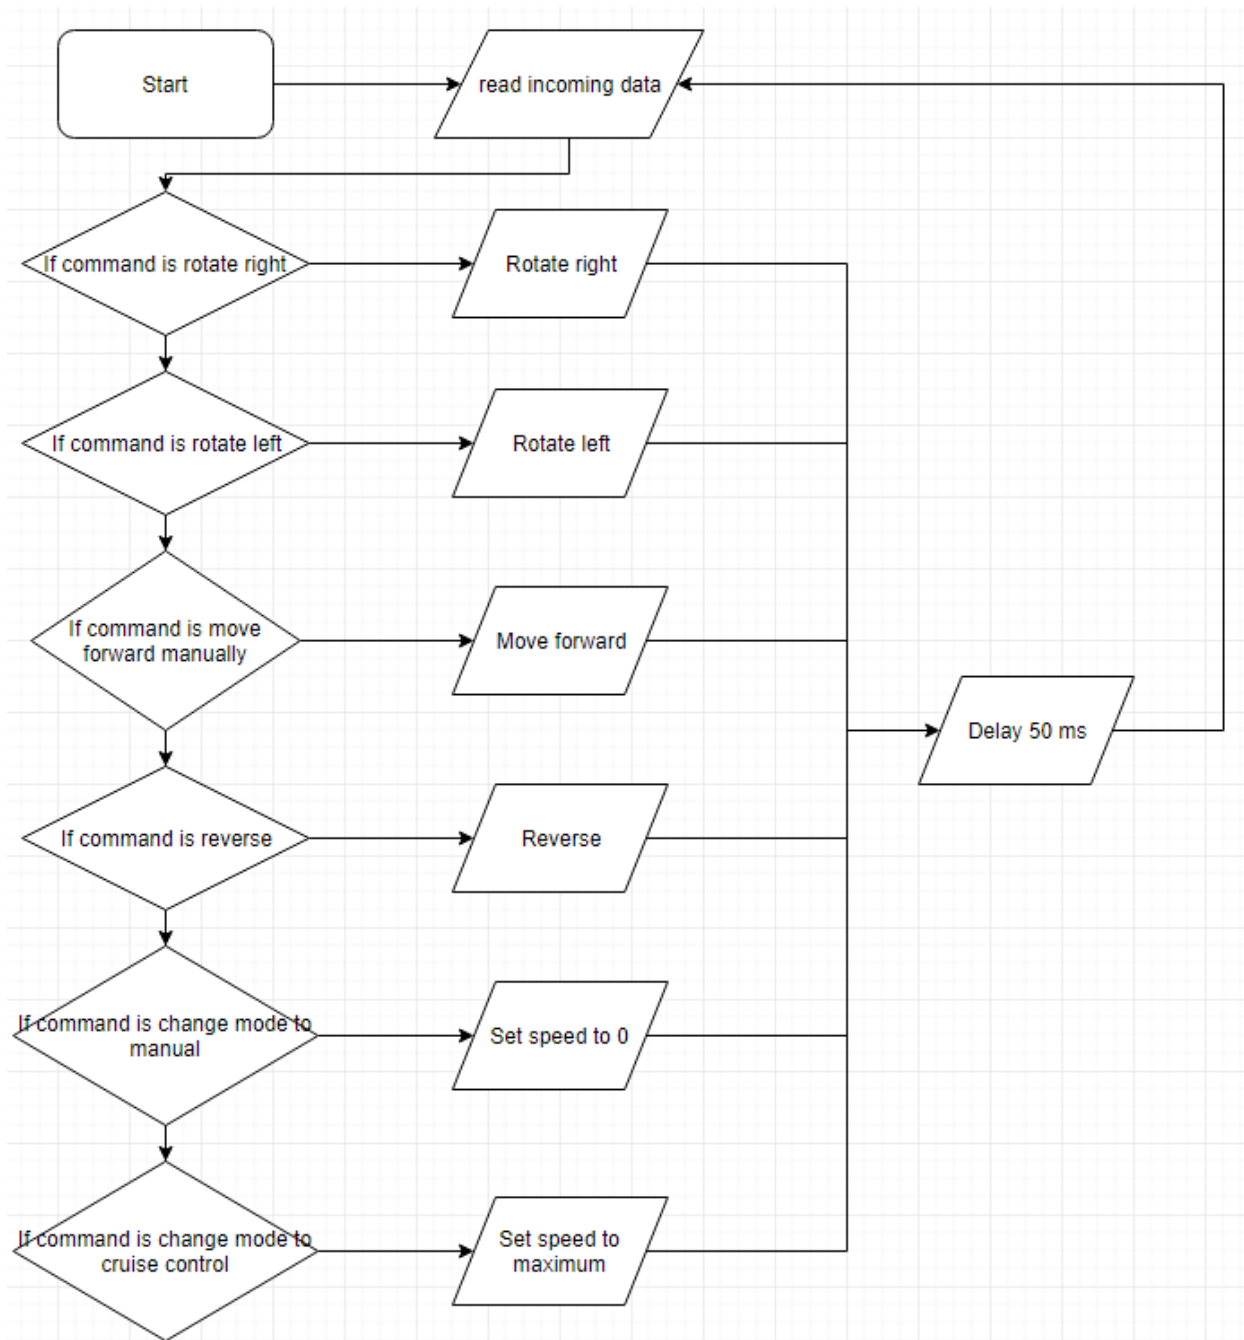 Start
read incoming data
If command is rotate right
Rotate right
If command is rotate left
Rotate left
If command is move
forward manually
Move forward
Delay 50 ms
If command is reverse
Reverse
If command is change mode to
manual
Set speed to 0
If command is change mode to
cruise control
Set speed to
maximum